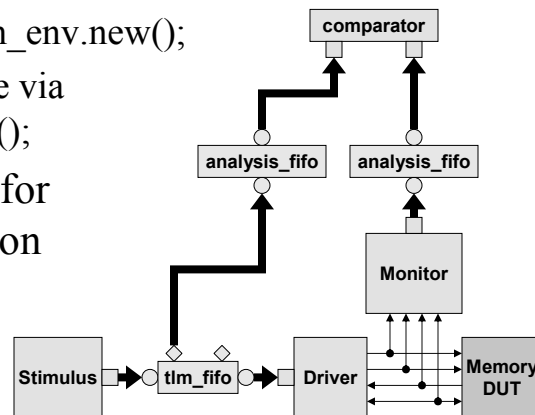 n_env.new();
e via
();
for
on
comparator
analysis_fifo
analysis_fifo
Monitor
Stimulus
tlm_fifo
Driver
Memory
DUT